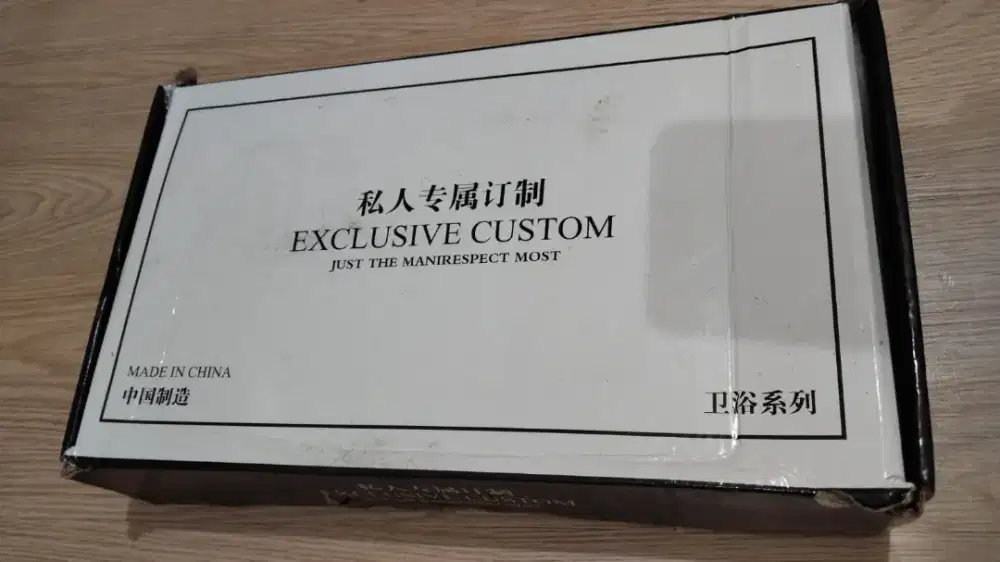 私人专属订制
EXCLUSIVE CUSTOM
JUST THE MANIRESPECT MOST
MADE IN CHINA
中国制造
卫浴系列
CUSTOM